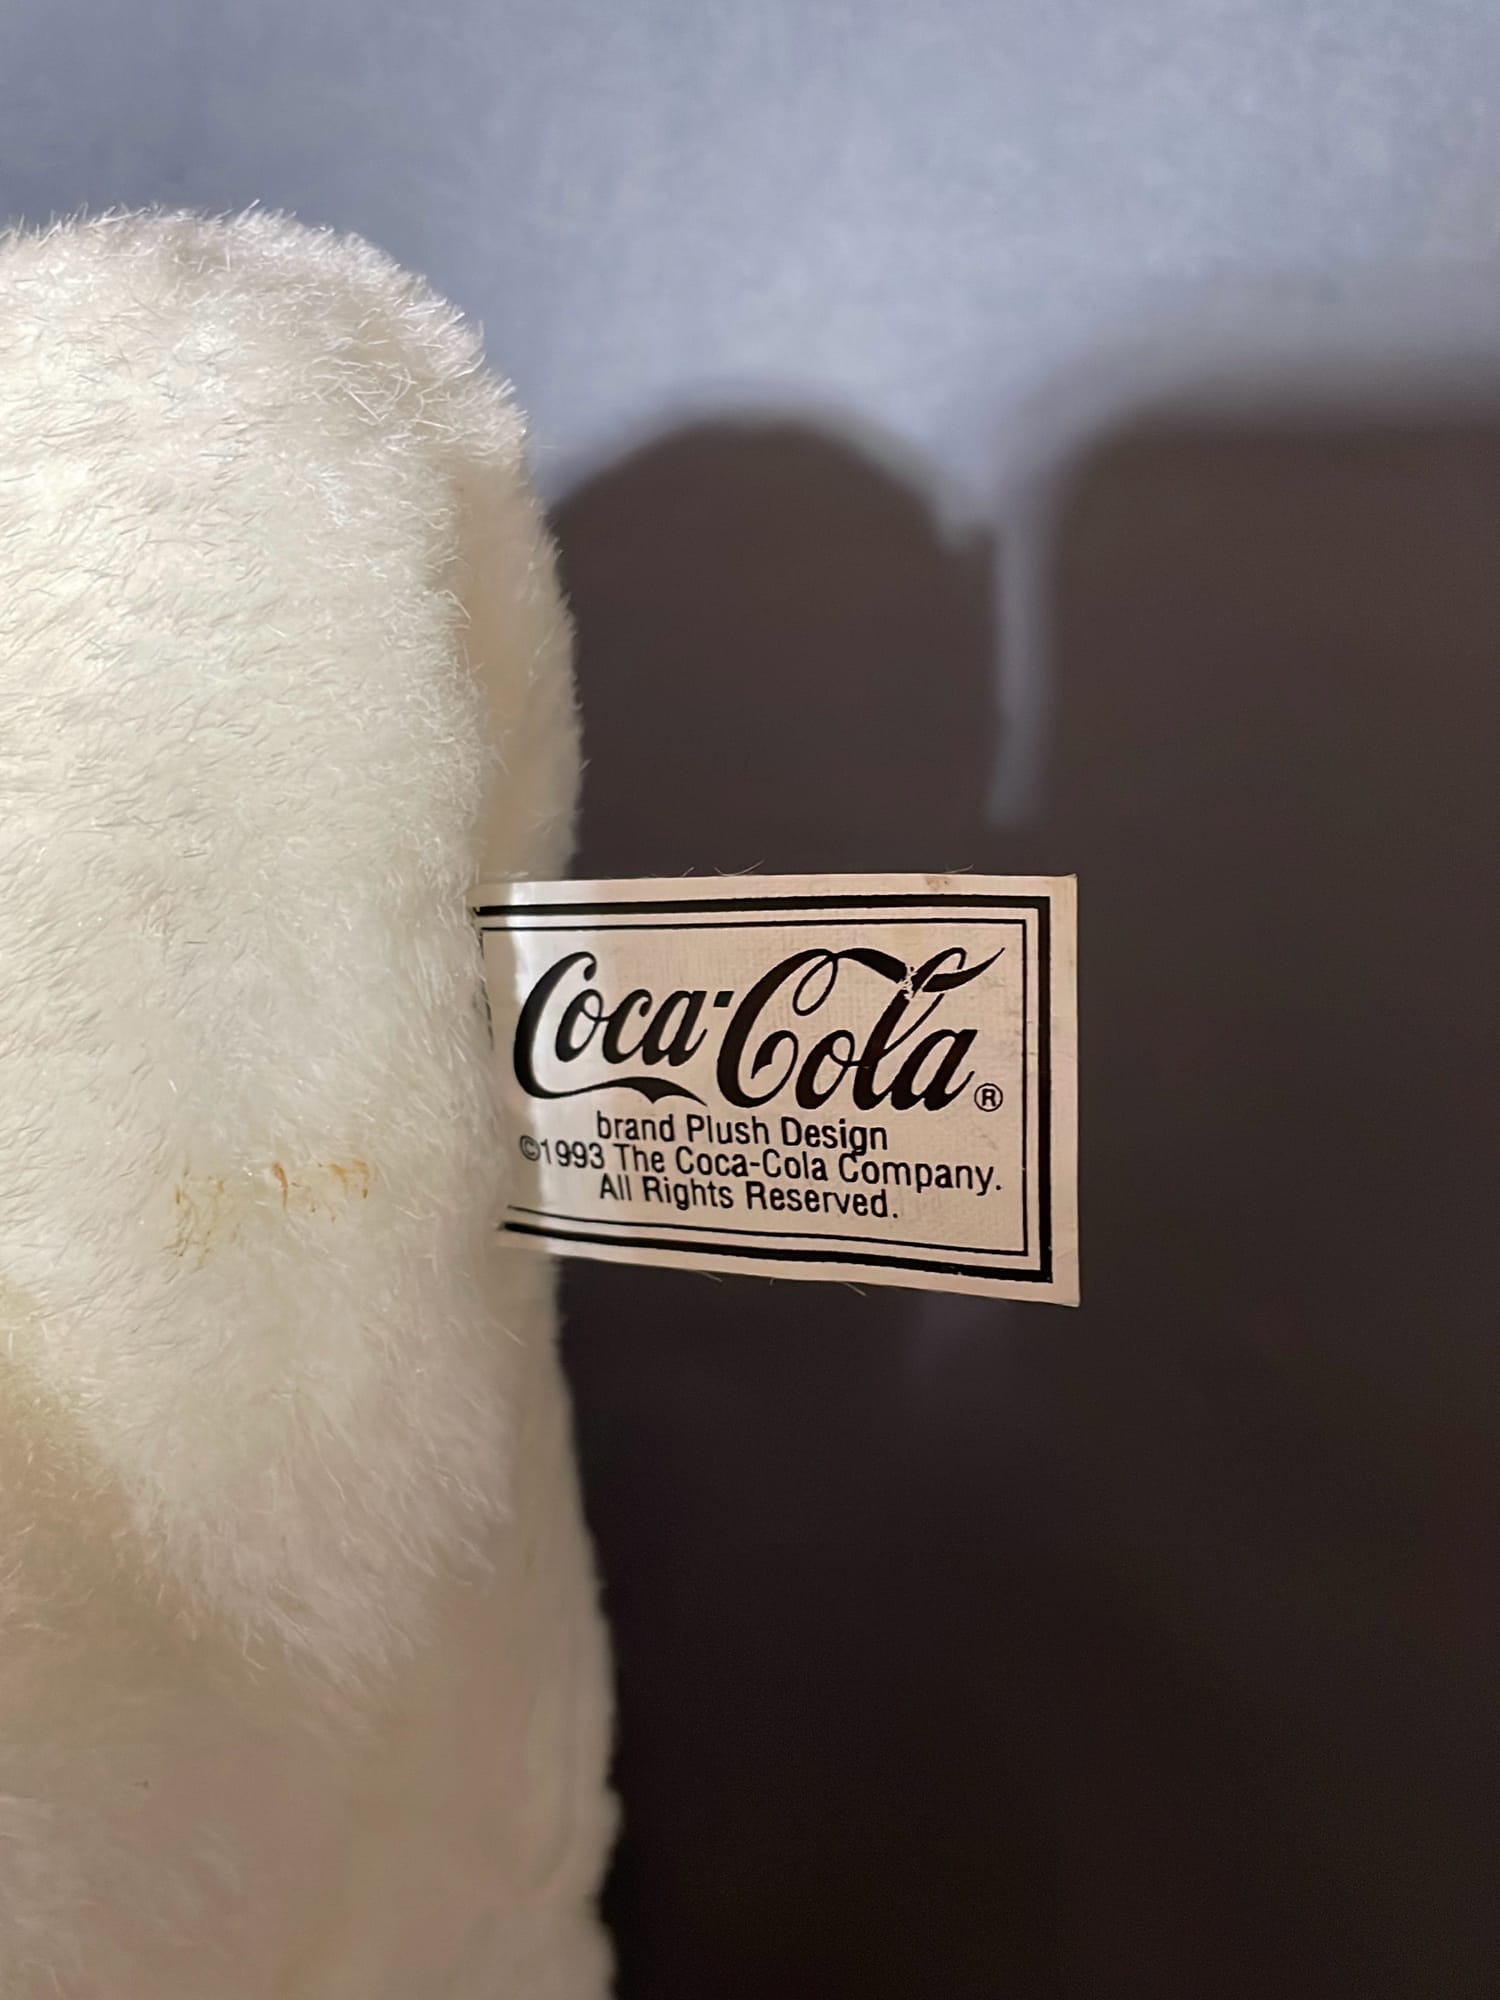 Coca-Cola®
brand Plush Design
©1993 The Coca-Cola Company.
All Rights Reserved.